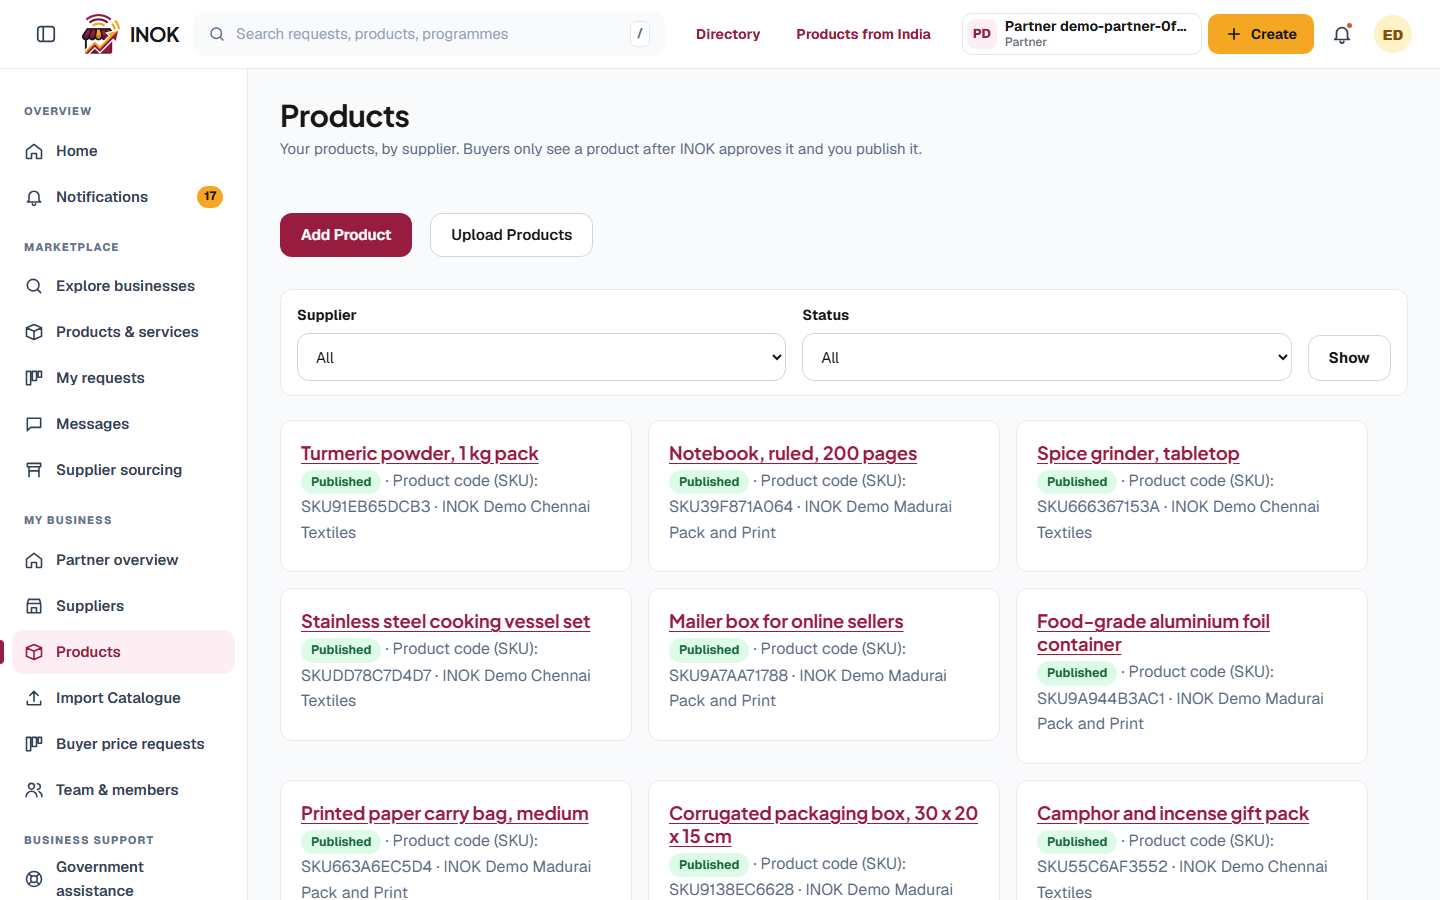 INOK
Search requests, products, programmes
/
Directory
Products from India
PD
Partner demo-partner-0f...
Partner
Create
ED
OVERVIEW
Home
Notifications
17
MARKETPLACE
Explore businesses
Products & services
My requests
Messages
Supplier sourcing
MY BUSINESS
Partner overview
Suppliers
Products
Import Catalogue
Buyer price requests
Team & members
BUSINESS SUPPORT
Government
assistance
Products
Your products, by supplier. Buyers only see a product after INOK approves it and you publish it.
Add Product
Upload Products
Supplier
All
Status
All
Show
Turmeric powder, 1 kg pack
Published · Product code (SKU):
SKU91EB65DCB3 · INOK Demo Chennai
Textiles
Notebook, ruled, 200 pages
Published · Product code (SKU):
SKU39F871A064 · INOK Demo Madurai
Pack and Print
Spice grinder, tabletop
Published · Product code (SKU):
SKU666367153A · INOK Demo Chennai
Textiles
Stainless steel cooking vessel set
Published · Product code (SKU):
SKUDD78C7D4D7 · INOK Demo Chennai
Textiles
Mailer box for online sellers
Published · Product code (SKU):
SKU9A7AA71788 · INOK Demo Madurai
Pack and Print
Food-grade aluminium foil
container
Published · Product code (SKU):
SKU9A944B3AC1 · INOK Demo Madurai
Pack and Print
Printed paper carry bag, medium
Published · Product code (SKU):
SKU663A6EC5D4 · INOK Demo Madurai
Pack and Print
Corrugated packaging box, 30 x 20
x 15 cm
Published · Product code (SKU):
SKU9138EC6628 · INOK Demo Madurai
Camphor and incense gift pack
Published · Product code (SKU):
SKU55C6AF3552 · INOK Demo Chennai
Textiles